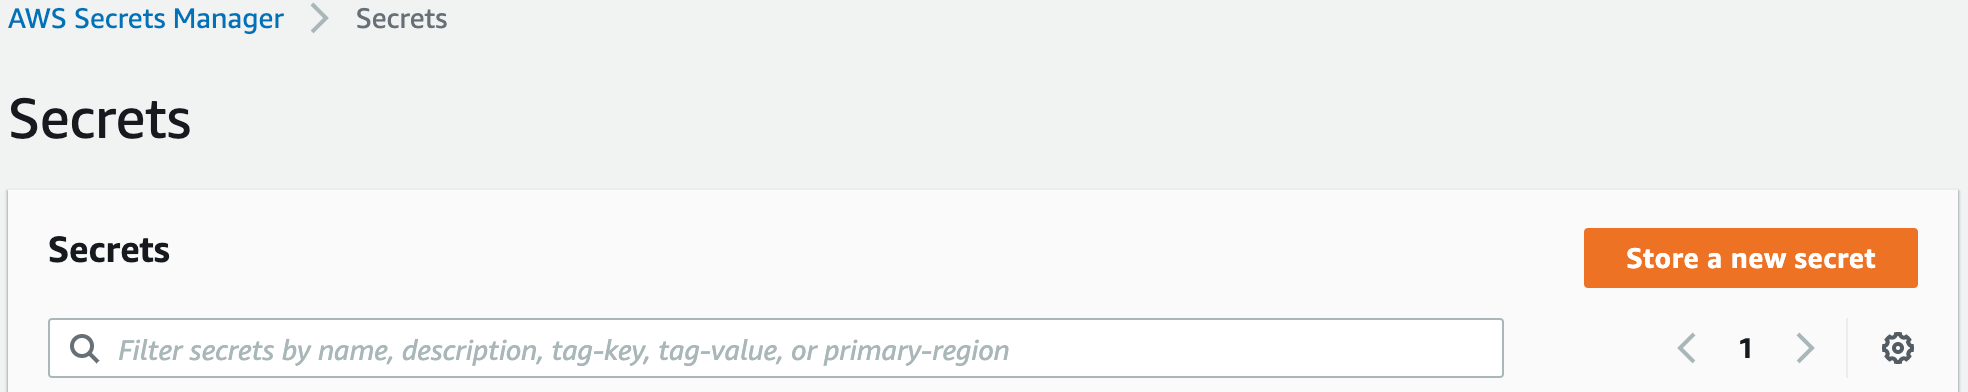 AWS Secrets Manager > Secrets
Secrets
Secrets
Store a new secret
Filter secrets by name, description, tag-key, tag-value, or primary-region
< 1 >